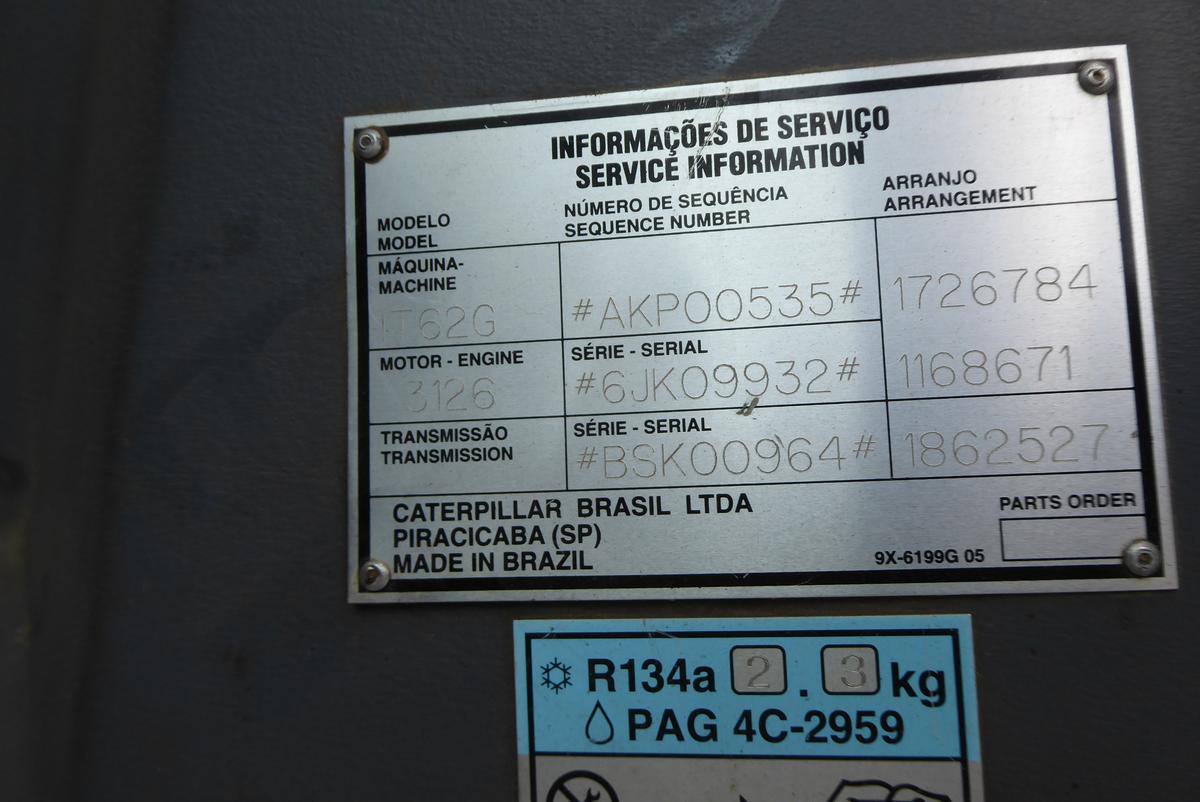 INFORMAÇÕES DE SERVIÇO
SERVICE INFORMATION
MODELO
MODEL
NÚMERO DE SEQUÊNCIA
SEQUENCE NUMBER
ARRANJO
ARRANGEMENT
MÁQUINA-
MACHINE
IT62G
#AKP00535#
1726784
MOTOR - ENGINE
3126
SÉRIE - SERIAL
#6JK09932#
1168671
TRANSMISSÃO
TRANSMISSION
SÉRIE - SERIAL
#BSK00964#
1862527
CATERPILLAR BRASIL LTDA
PIRACICABA (SP)
MADE IN BRAZIL
9X-6199G 05
PARTS ORDER
R134a 2.3 kg
PAG 4C-2959